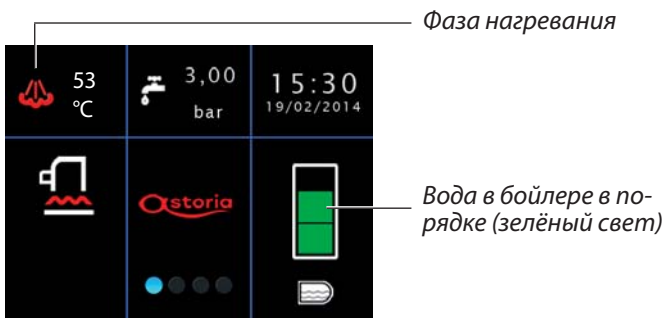 Фаза нагревания
53
°C
3,00
bar
15:30
19/02/2014
astoria
Вода в бойлере в по-
рядке (зелёный свет)